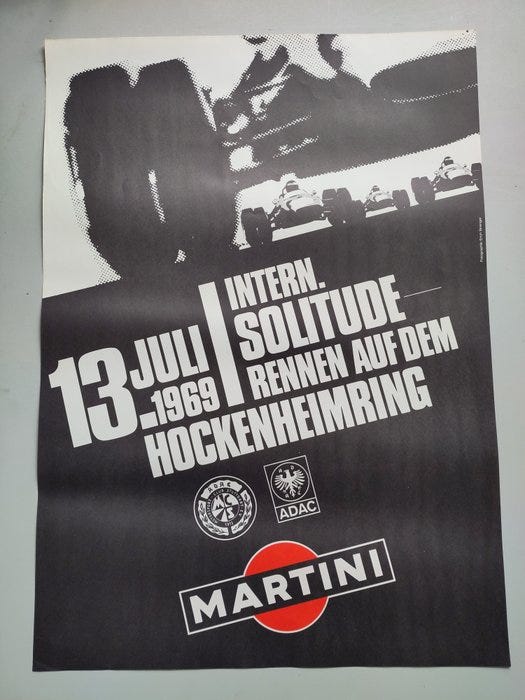 13. JULI
1969
INTERN.
SOLITUDE—
RENNEN AUF DEM
HOCKENHEIMRING
ADAC
MARTINI